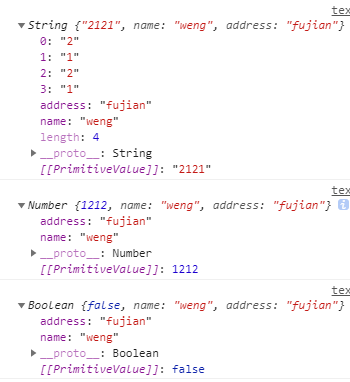 tex
▼String {"2121", name: "weng", address: "fujian"}
0: "2"
1: "1"
2: "2"
3: "1"
address: "fujian"
name: "weng"
length: 4
▶__proto__: String
[[PrimitiveValue]]: "2121"
tex
▼Number {1212, name: "weng", address: "fujian"} i
address: "fujian"
name: "weng"
▶__proto__: Number
[[PrimitiveValue]]: 1212
tex
▼Boolean {false, name: "weng", address: "fujian"}
address: "fujian"
name: "weng"
▶__proto__: Boolean
[[PrimitiveValue]]: false